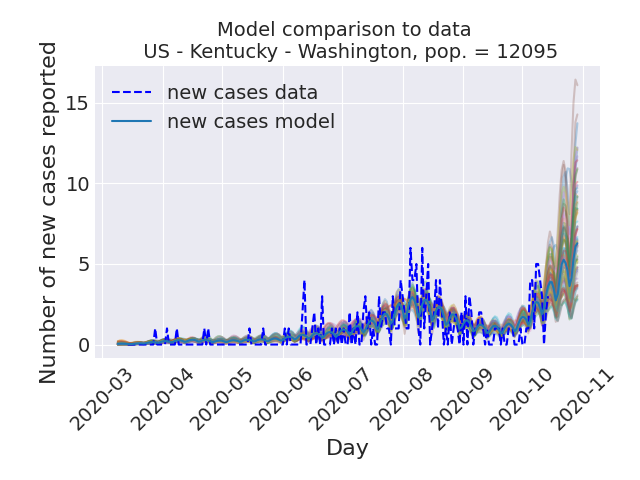 Model comparison to data
US - Kentucky - Washington, pop. = 12095
Number of new cases reported
15
10
5
0
new cases data
new cases model
2020-03
2020-04
2020-05
2020-06
2020-07
2020-08
2020-09
2020-10
2020-11
Day